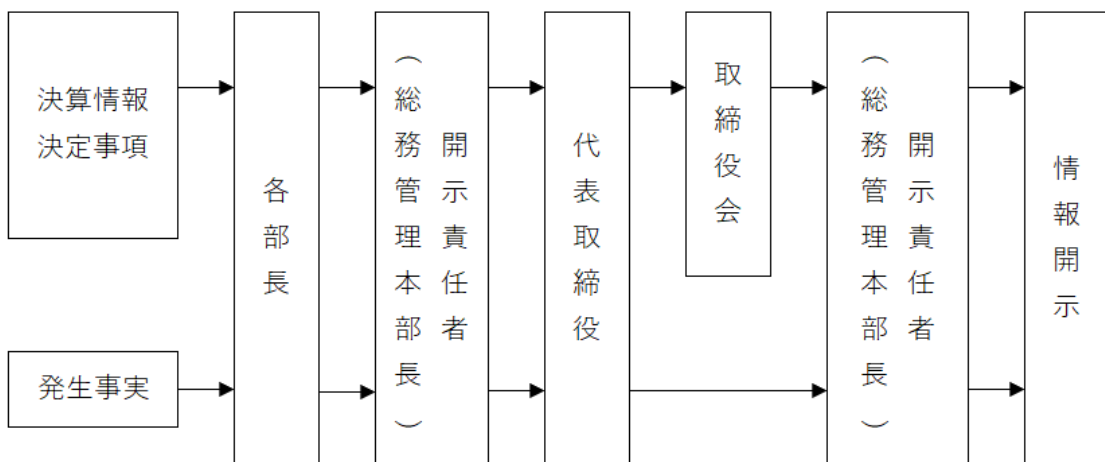 決算情報
決定事項
発生事実
各部長
開示責任者
（総務管理本部長）
代表取締役
取締役会
開示責任者
（総務管理本部長）
情報開示